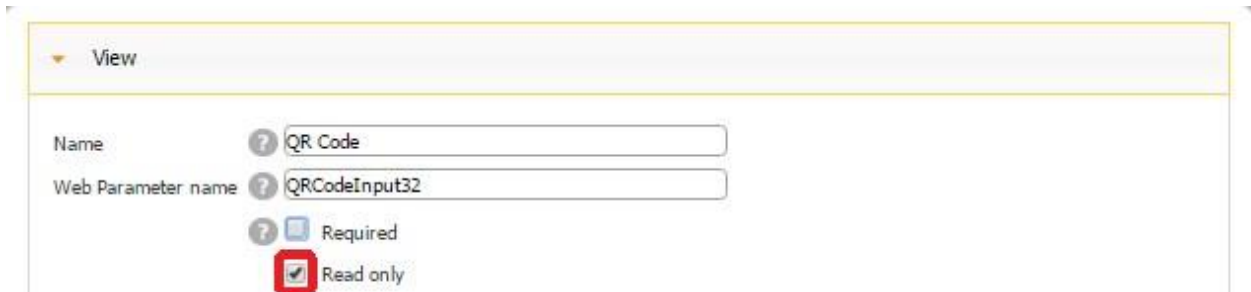 View
Name ? QR Code
Web Parameter name ? QRCodeInput32
? Required
Read only